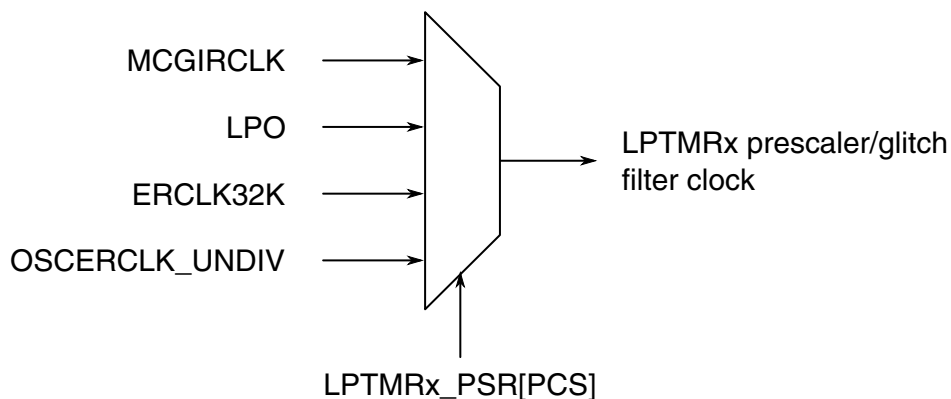 MCGIRCLK
LPO
ERCLK32K
OSCERCLK_UNDIV
LPTMRx prescaler/glitch
filter clock
LPTMRx_PSR[PCS]